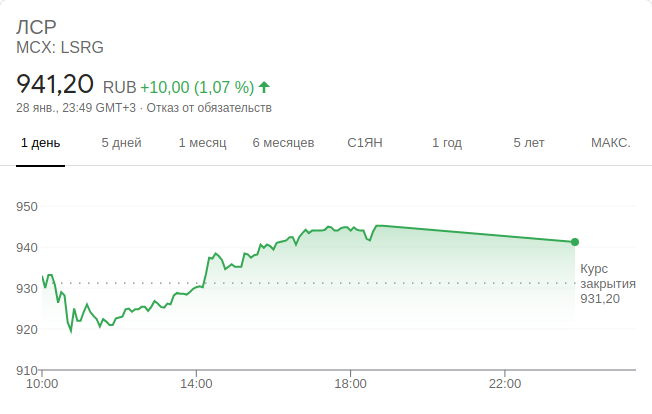 ЛСР
MCX: LSRG
941,20 RUB +10,00 (1,07 %)
28 янв., 23:49 GMT+3 · Отказ от обязательств
1 день 5 дней 1 месяц 6 месяцев С1ЯН 1 год 5 лет МАКС.
950
940
930
920
910
Курс
закрытия
931,20
10:00 14:00 18:00 22:00